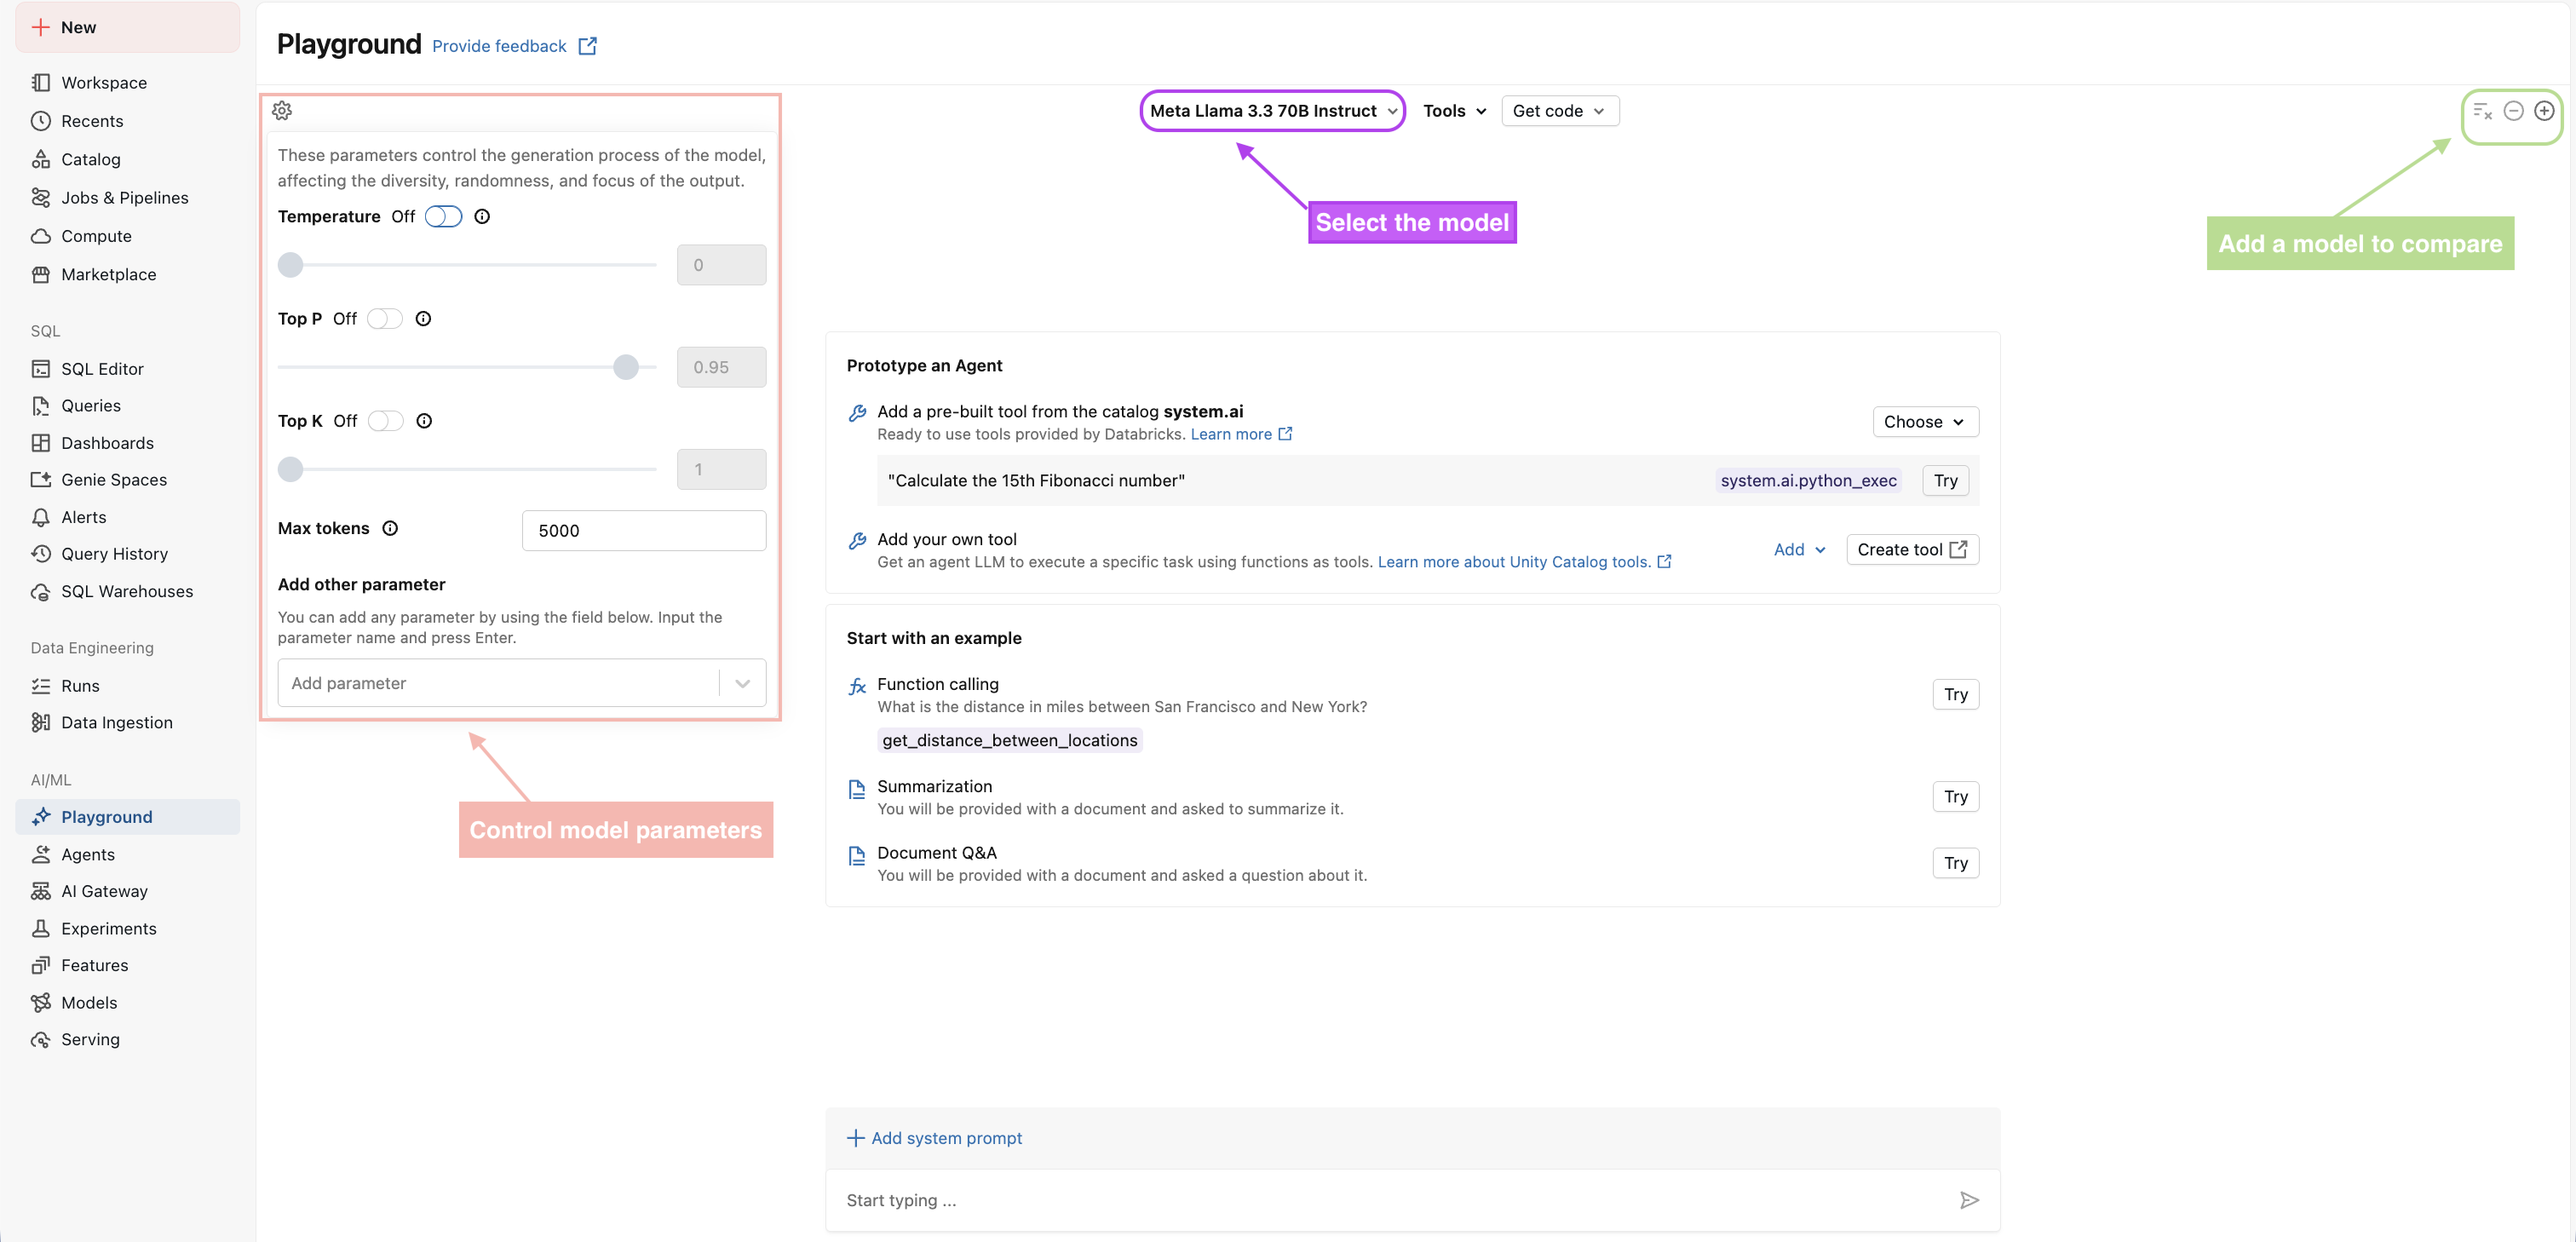 New
Workspace
Recents
Catalog
Jobs & Pipelines
Compute
Marketplace
SQL
SQL Editor
Queries
Dashboards
Genie Spaces
Alerts
Query History
SQL Warehouses
Data Engineering
Runs
Data Ingestion
AI/ML
Playground
Agents
AI Gateway
Experiments
Features
Models
Serving
Playground Provide feedback
These parameters control the generation process of the model,
affecting the diversity, randomness, and focus of the output.
Temperature Off
0
Top P Off
0.95
Top K Off
1
Max tokens 5000
Add other parameter
You can add any parameter by using the field below. Input the
parameter name and press Enter.
Add parameter
Control model parameters
Meta Llama 3.3 70B Instruct Tools Get code
Select the model
Add a model to compare
Prototype an Agent
Add a pre-built tool from the catalog system.ai
Ready to use tools provided by Databricks. Learn more
Choose
"Calculate the 15th Fibonacci number" system.ai.python_exec Try
Add your own tool
Get an agent LLM to execute a specific task using functions as tools. Learn more about Unity Catalog tools.
Add Create tool
Start with an example
Function calling
What is the distance in miles between San Francisco and New York?
get_distance_between_locations
Try
Summarization
You will be provided with a document and asked to summarize it.
Try
Document Q&A
You will be provided with a document and asked a question about it.
Try
Add system prompt
Start typing ...